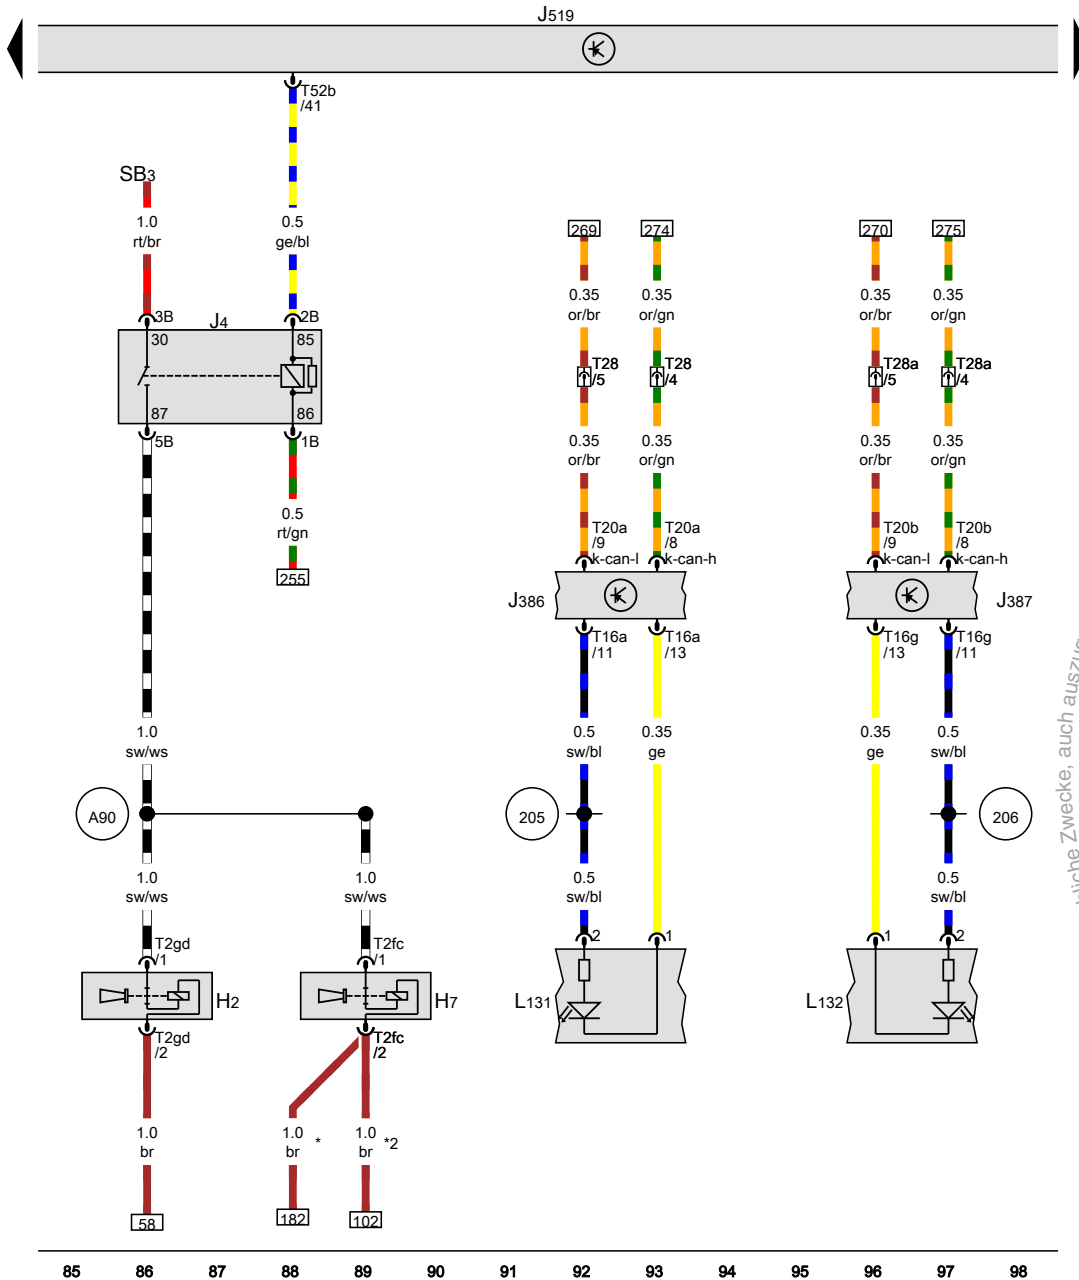 J519
T52b
/41
SB3
1.0
rt/br
0.5
ge/bl
269
274
270
275
0.35
or/br
0.35
or/gn
0.35
or/br
0.35
or/gn
3B
J4
2B
30
85
87
86
5B
1B
T28
/5
T28
/4
T28a
/5
T28a
/4
0.35
or/br
0.35
or/gn
0.35
or/br
0.35
or/gn
0.5
rt/gn
255
T20a
/9
k-can-l
T20a
/8
k-can-h
T20b
/9
k-can-l
T20b
/8
k-can-h
J386
J387
T16a
/11
T16a
/13
T16g
/13
T16g
/11
1.0
sw/ws
0.5
sw/bl
0.35
ge
0.35
ge
0.5
sw/bl
A90
205
206
1.0
sw/ws
1.0
sw/ws
0.5
sw/bl
0.5
sw/bl
T2gd
/1
T2fc
/1
2
1
1
2
H2
H7
L131
L132
T2gd
/2
T2fc
/2
1.0
br
1.0
br
*
1.0
br
*2
58
182
102
85 86 87 88 89 90 91 92 93 94 95 96 97 98
Zwecke, auch